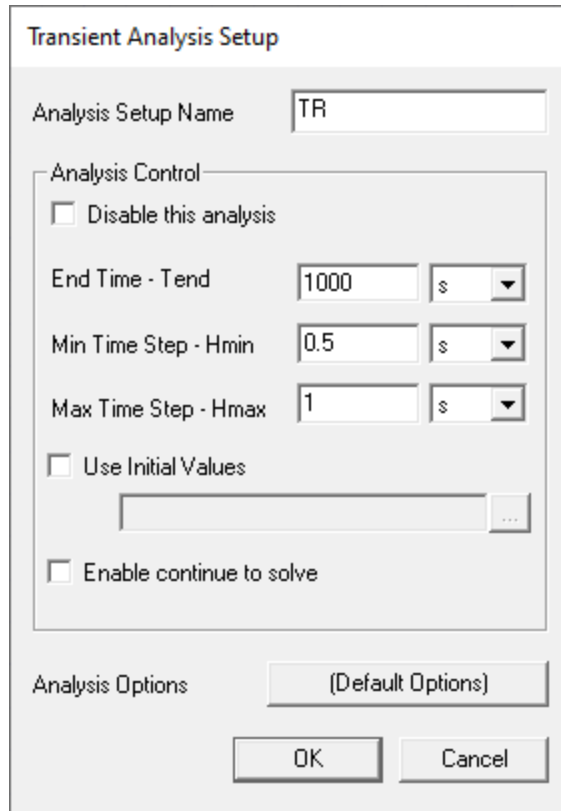 Transient Analysis Setup
Analysis Setup Name TR
Analysis Control
Disable this analysis
End Time - Tend 1000 s
Min Time Step - Hmin 0.5 s
Max Time Step - Hmax 1 s
Use Initial Values
...
Enable continue to solve
Analysis Options (Default Options)
OK Cancel